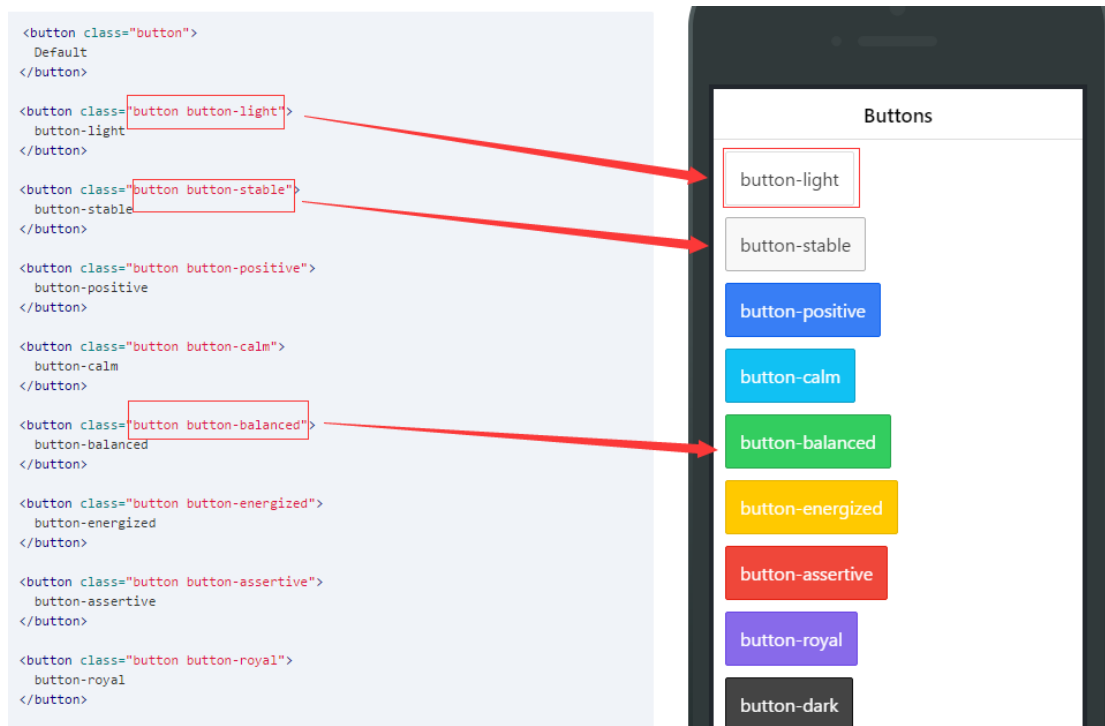 <button class="button">
  Default
</button>
<button class="button button-light">
  button-light
</button>
<button class="button button-stable">
  button-stable
</button>
<button class="button button-positive">
  button-positive
</button>
<button class="button button-calm">
  button-calm
</button>
<button class="button button-balanced">
  button-balanced
</button>
<button class="button button-energized">
  button-energized
</button>
<button class="button button-assertive">
  button-assertive
</button>
<button class="button button-royal">
  button-royal
</button>
Buttons
button-light
button-stable
button-positive
button-calm
button-balanced
button-energized
button-assertive
button-royal
button-dark